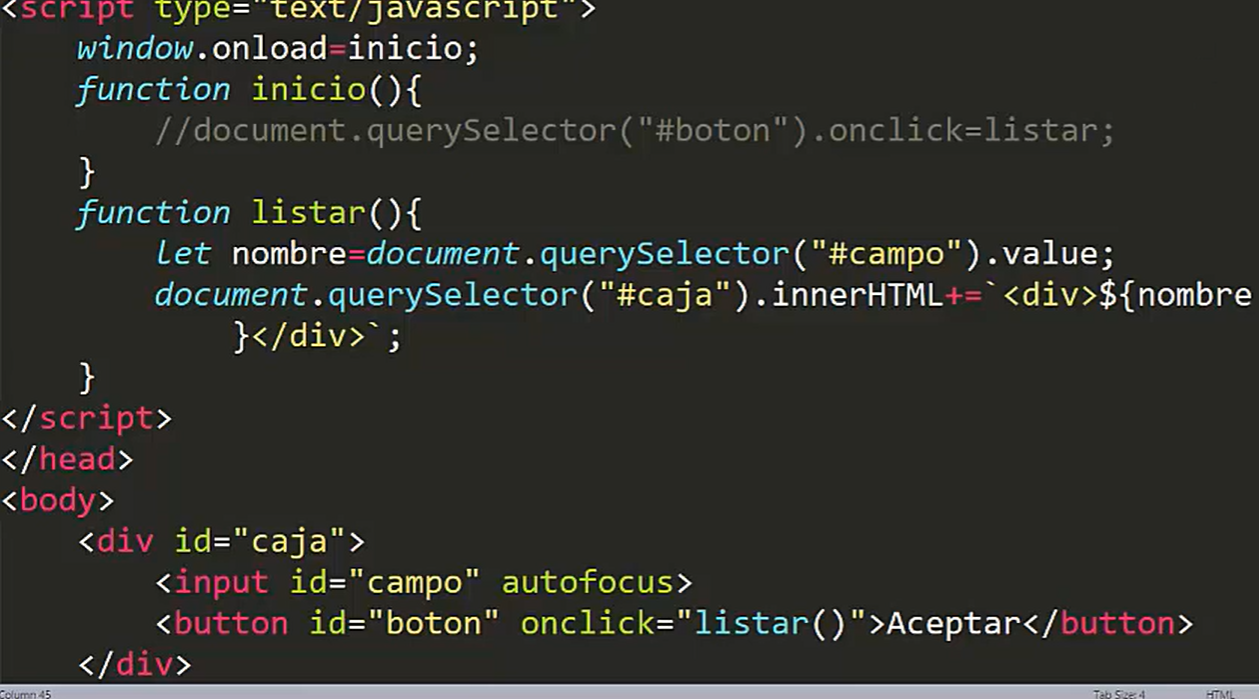 <script type="text/javascript">
window.onload=inicio;
function inicio(){
//document.querySelector("#boton").onclick=listar;
}
function listar(){
let nombre=document.querySelector("#campo").value;
document.querySelector("#caja").innerHTML+=`<div>${nombre
}</div>`;
}
</script>
</head>
<body>
<div id="caja">
<input id="campo" autofocus>
<button id="boton" onclick="listar()">Aceptar</button>
</div>
Column 45 Tab Size: 4 HTML